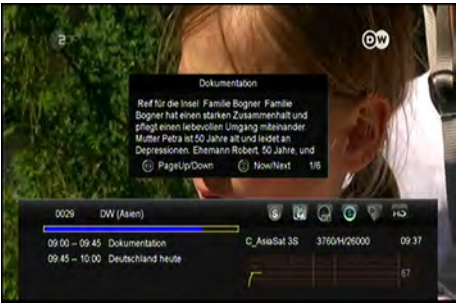 2
DW
Dokumentation
Reif für die Insel Familie Bogner Familie
Bogner hat einen starken Zusammenhalt und
pflegt einen liebevollen Umgang miteinander.
Mutter Petra ist 50 Jahre alt und leidet an
Depressionen. Ehemann Robert, 50 Jahre, und
PageUp/Down Now/Next 1/6
0029 DW (Asien) S HD
09:00 – 09:45 Dokumentation C_AsiaSat 3S 3760/H/26000 09:37
09:45 – 10:00 Deutschland heute
67